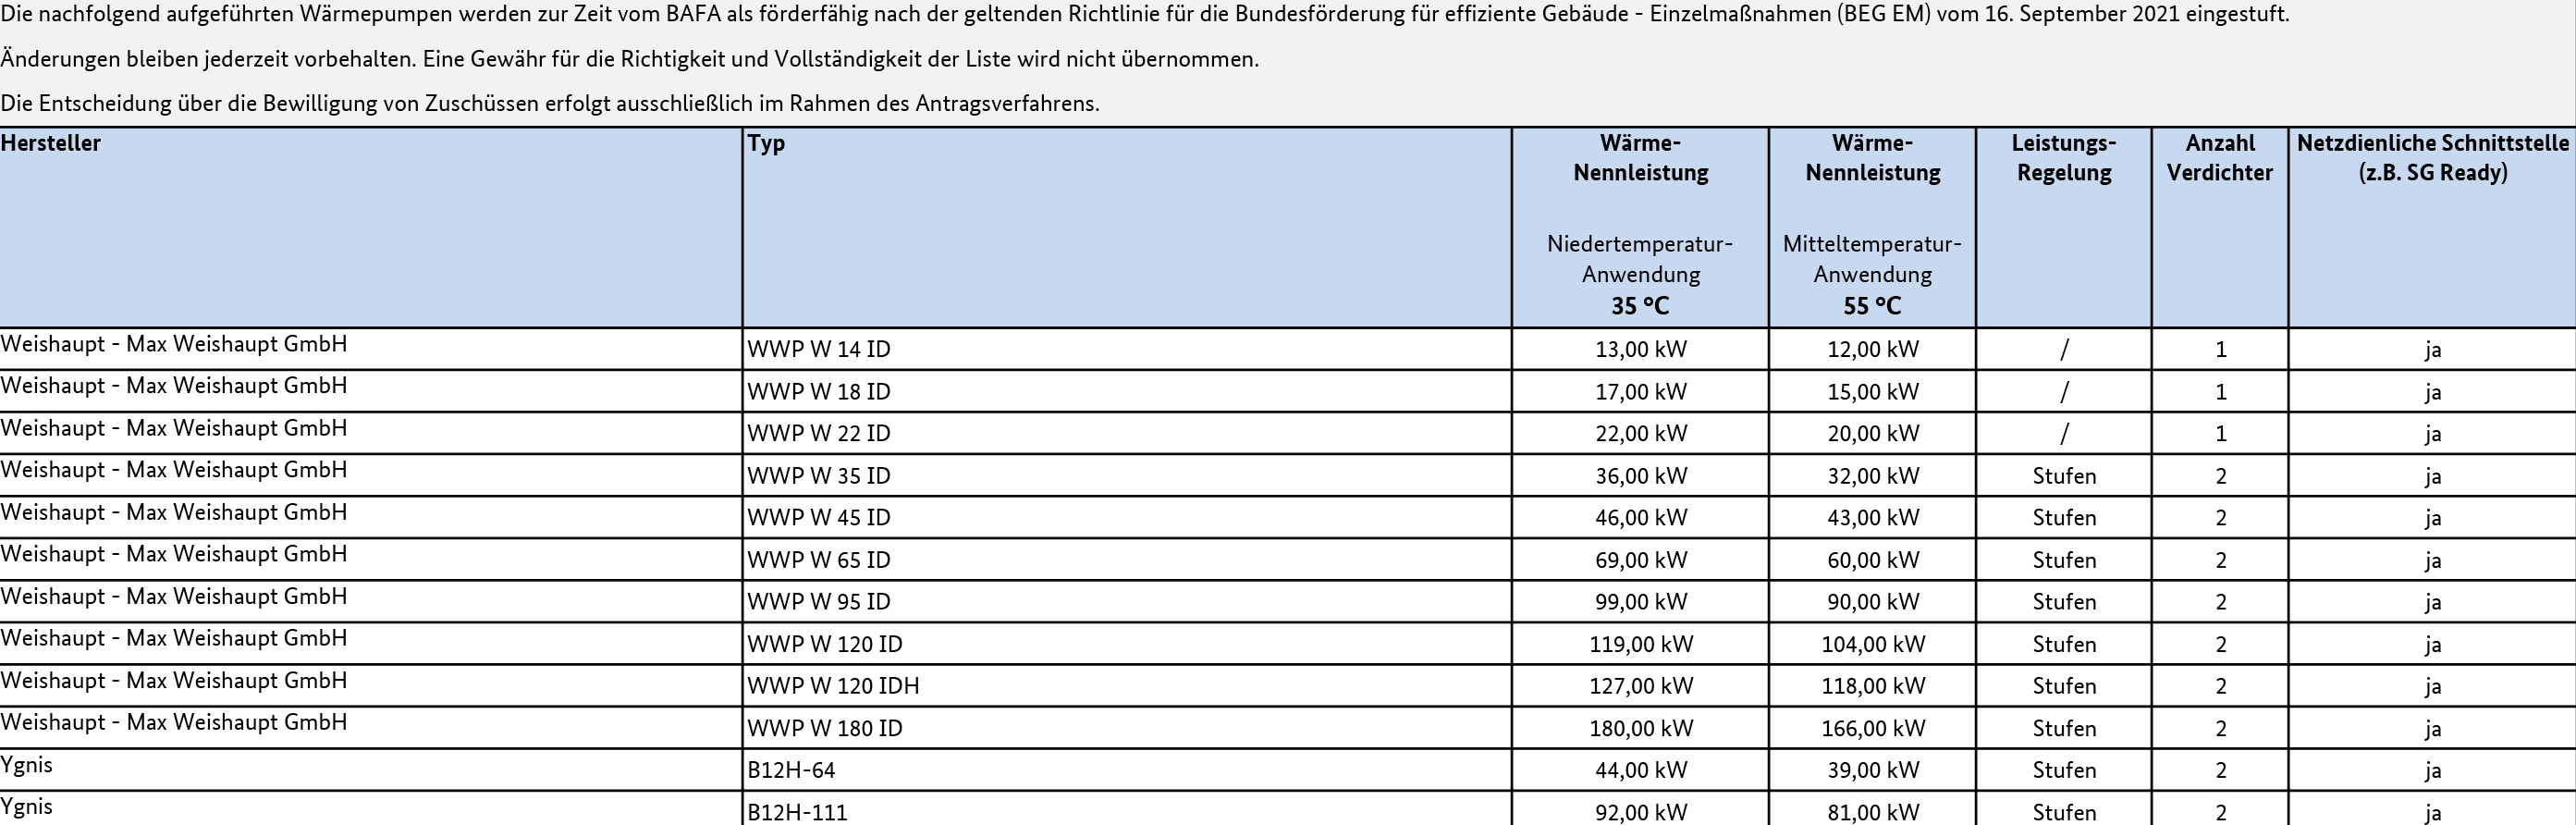 Die nachfolgend aufgeführten Wärmepumpen werden zur Zeit vom BAFA als förderfähig nach der geltenden Richtlinie für die Bundesförderung für effiziente Gebäude - Einzelmaßnahmen (BEG EM) vom 16. September 2021 eingestuft.
Änderungen bleiben jederzeit vorbehalten. Eine Gewähr für die Richtigkeit und Vollständigkeit der Liste wird nicht übernommen.
Die Entscheidung über die Bewilligung von Zuschüssen erfolgt ausschließlich im Rahmen des Antragsverfahrens.
Hersteller Typ Wärme- Wärme- Leistungs- Anzahl Netzdienliche Schnittstelle
Nennleistung Nennleistung Regelung Verdichter (z.B. SG Ready)
Niedertemperatur- Mitteltemperatur-
Anwendung Anwendung
35 °C 55 °C
Weishaupt - Max Weishaupt GmbH WWP W 14 ID 13,00 kW 12,00 kW / 1 ja
Weishaupt - Max Weishaupt GmbH WWP W 18 ID 17,00 kW 15,00 kW / 1 ja
Weishaupt - Max Weishaupt GmbH WWP W 22 ID 22,00 kW 20,00 kW / 1 ja
Weishaupt - Max Weishaupt GmbH WWP W 35 ID 36,00 kW 32,00 kW Stufen 2 ja
Weishaupt - Max Weishaupt GmbH WWP W 45 ID 46,00 kW 43,00 kW Stufen 2 ja
Weishaupt - Max Weishaupt GmbH WWP W 65 ID 69,00 kW 60,00 kW Stufen 2 ja
Weishaupt - Max Weishaupt GmbH WWP W 95 ID 99,00 kW 90,00 kW Stufen 2 ja
Weishaupt - Max Weishaupt GmbH WWP W 120 ID 119,00 kW 104,00 kW Stufen 2 ja
Weishaupt - Max Weishaupt GmbH WWP W 120 IDH 127,00 kW 118,00 kW Stufen 2 ja
Weishaupt - Max Weishaupt GmbH WWP W 180 ID 180,00 kW 166,00 kW Stufen 2 ja
Ygnis B12H-64 44,00 kW 39,00 kW Stufen 2 ja
Ygnis B12H-111 92,00 kW 81,00 kW Stufen 2 ja